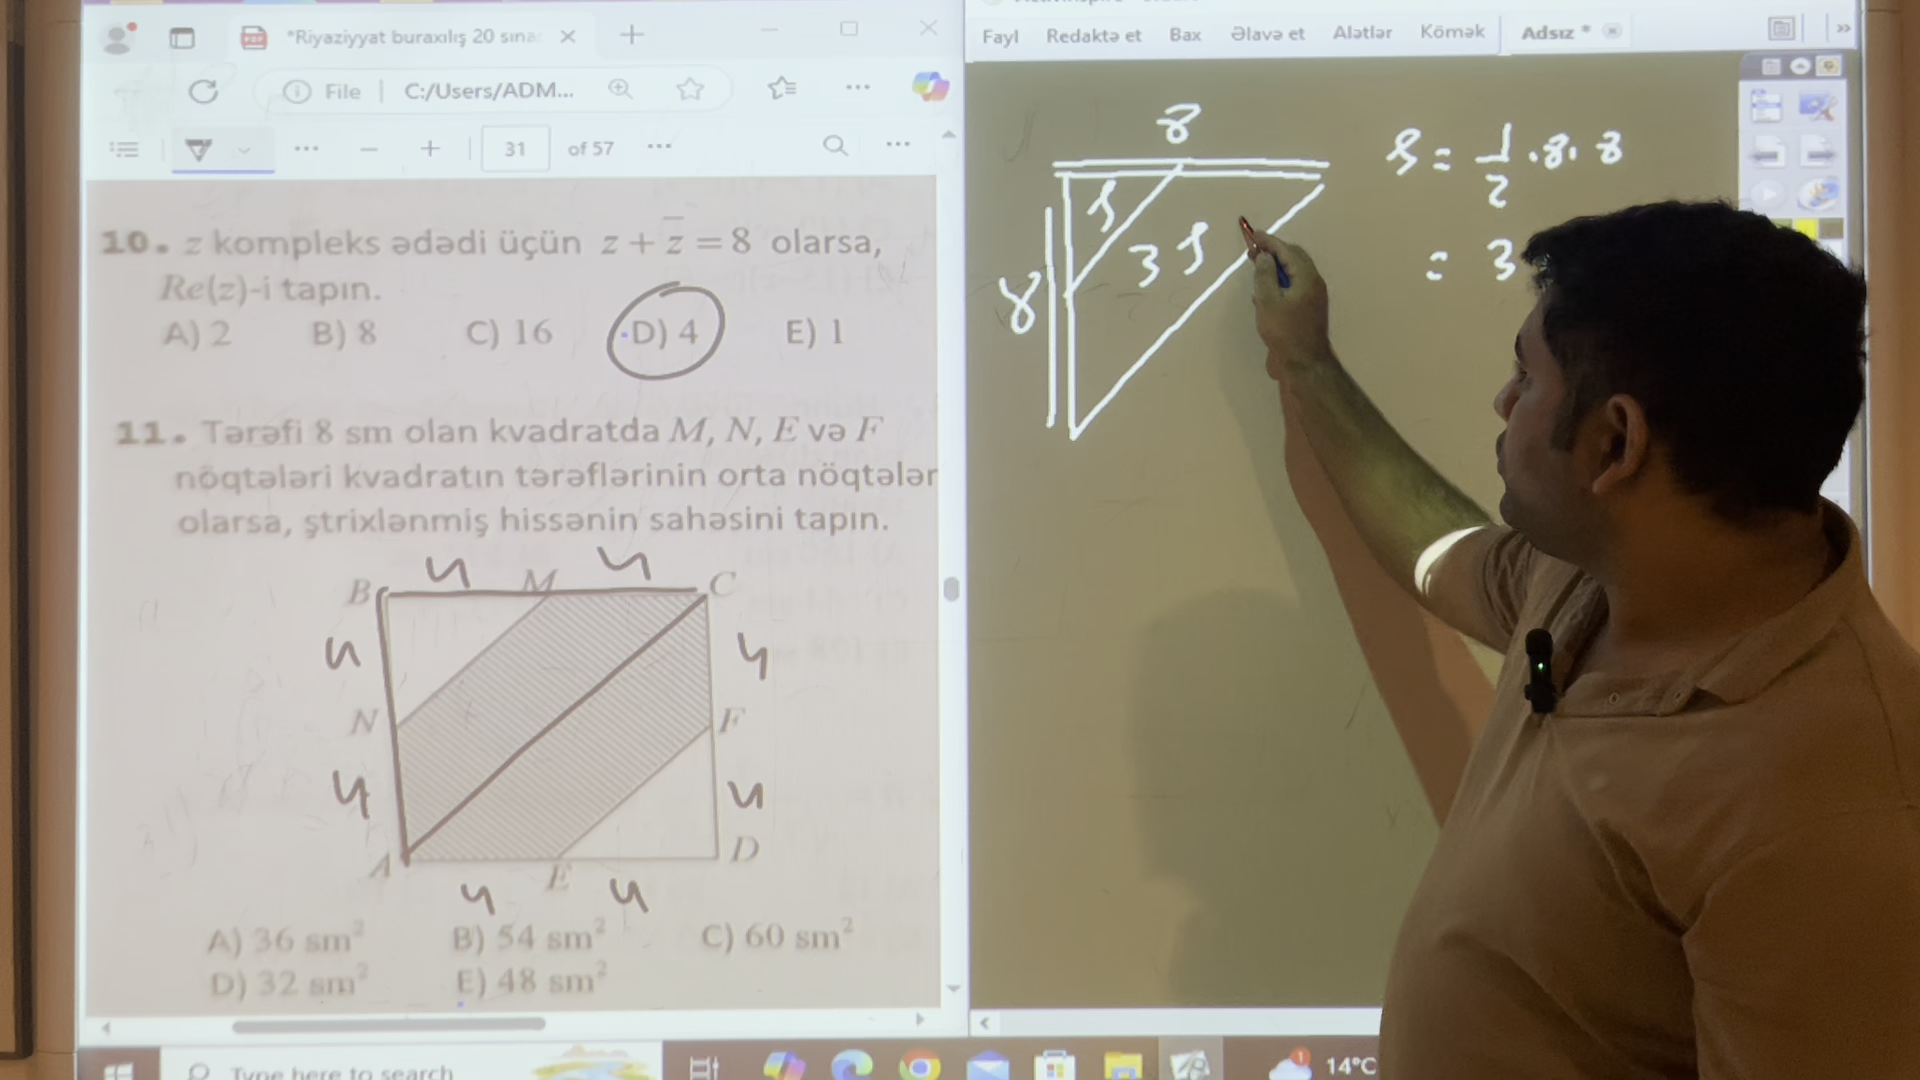 *Riyaziyyat buraxılış 20 sına
File
C:/Users/ADM...
31 of 57
10. z kompleks ədədi üçün z + z̅ = 8 olarsa,
Re(z)-i tapın.
A) 2 B) 8 C) 16 D) 4 E) 1
11. Tərəfi 8 sm olan kvadratda M, N, E və F
nöqtələri kvadratın tərəflərinin orta nöqtələr
olarsa, ştrixlənmiş hissənin sahəsini tapın.
4 4
B M C
4 4
N F
4 4
A E D
4 4
A) 36 sm² B) 54 sm² C) 60 sm²
D) 32 sm² E) 48 sm²
Type here to search
Fayl Redaktə et Bax Əlavə et Alətlər Kömək Adsız *
8
S = 1/2 . 8 . 8
S
3 S
= 3
8
1
14°C